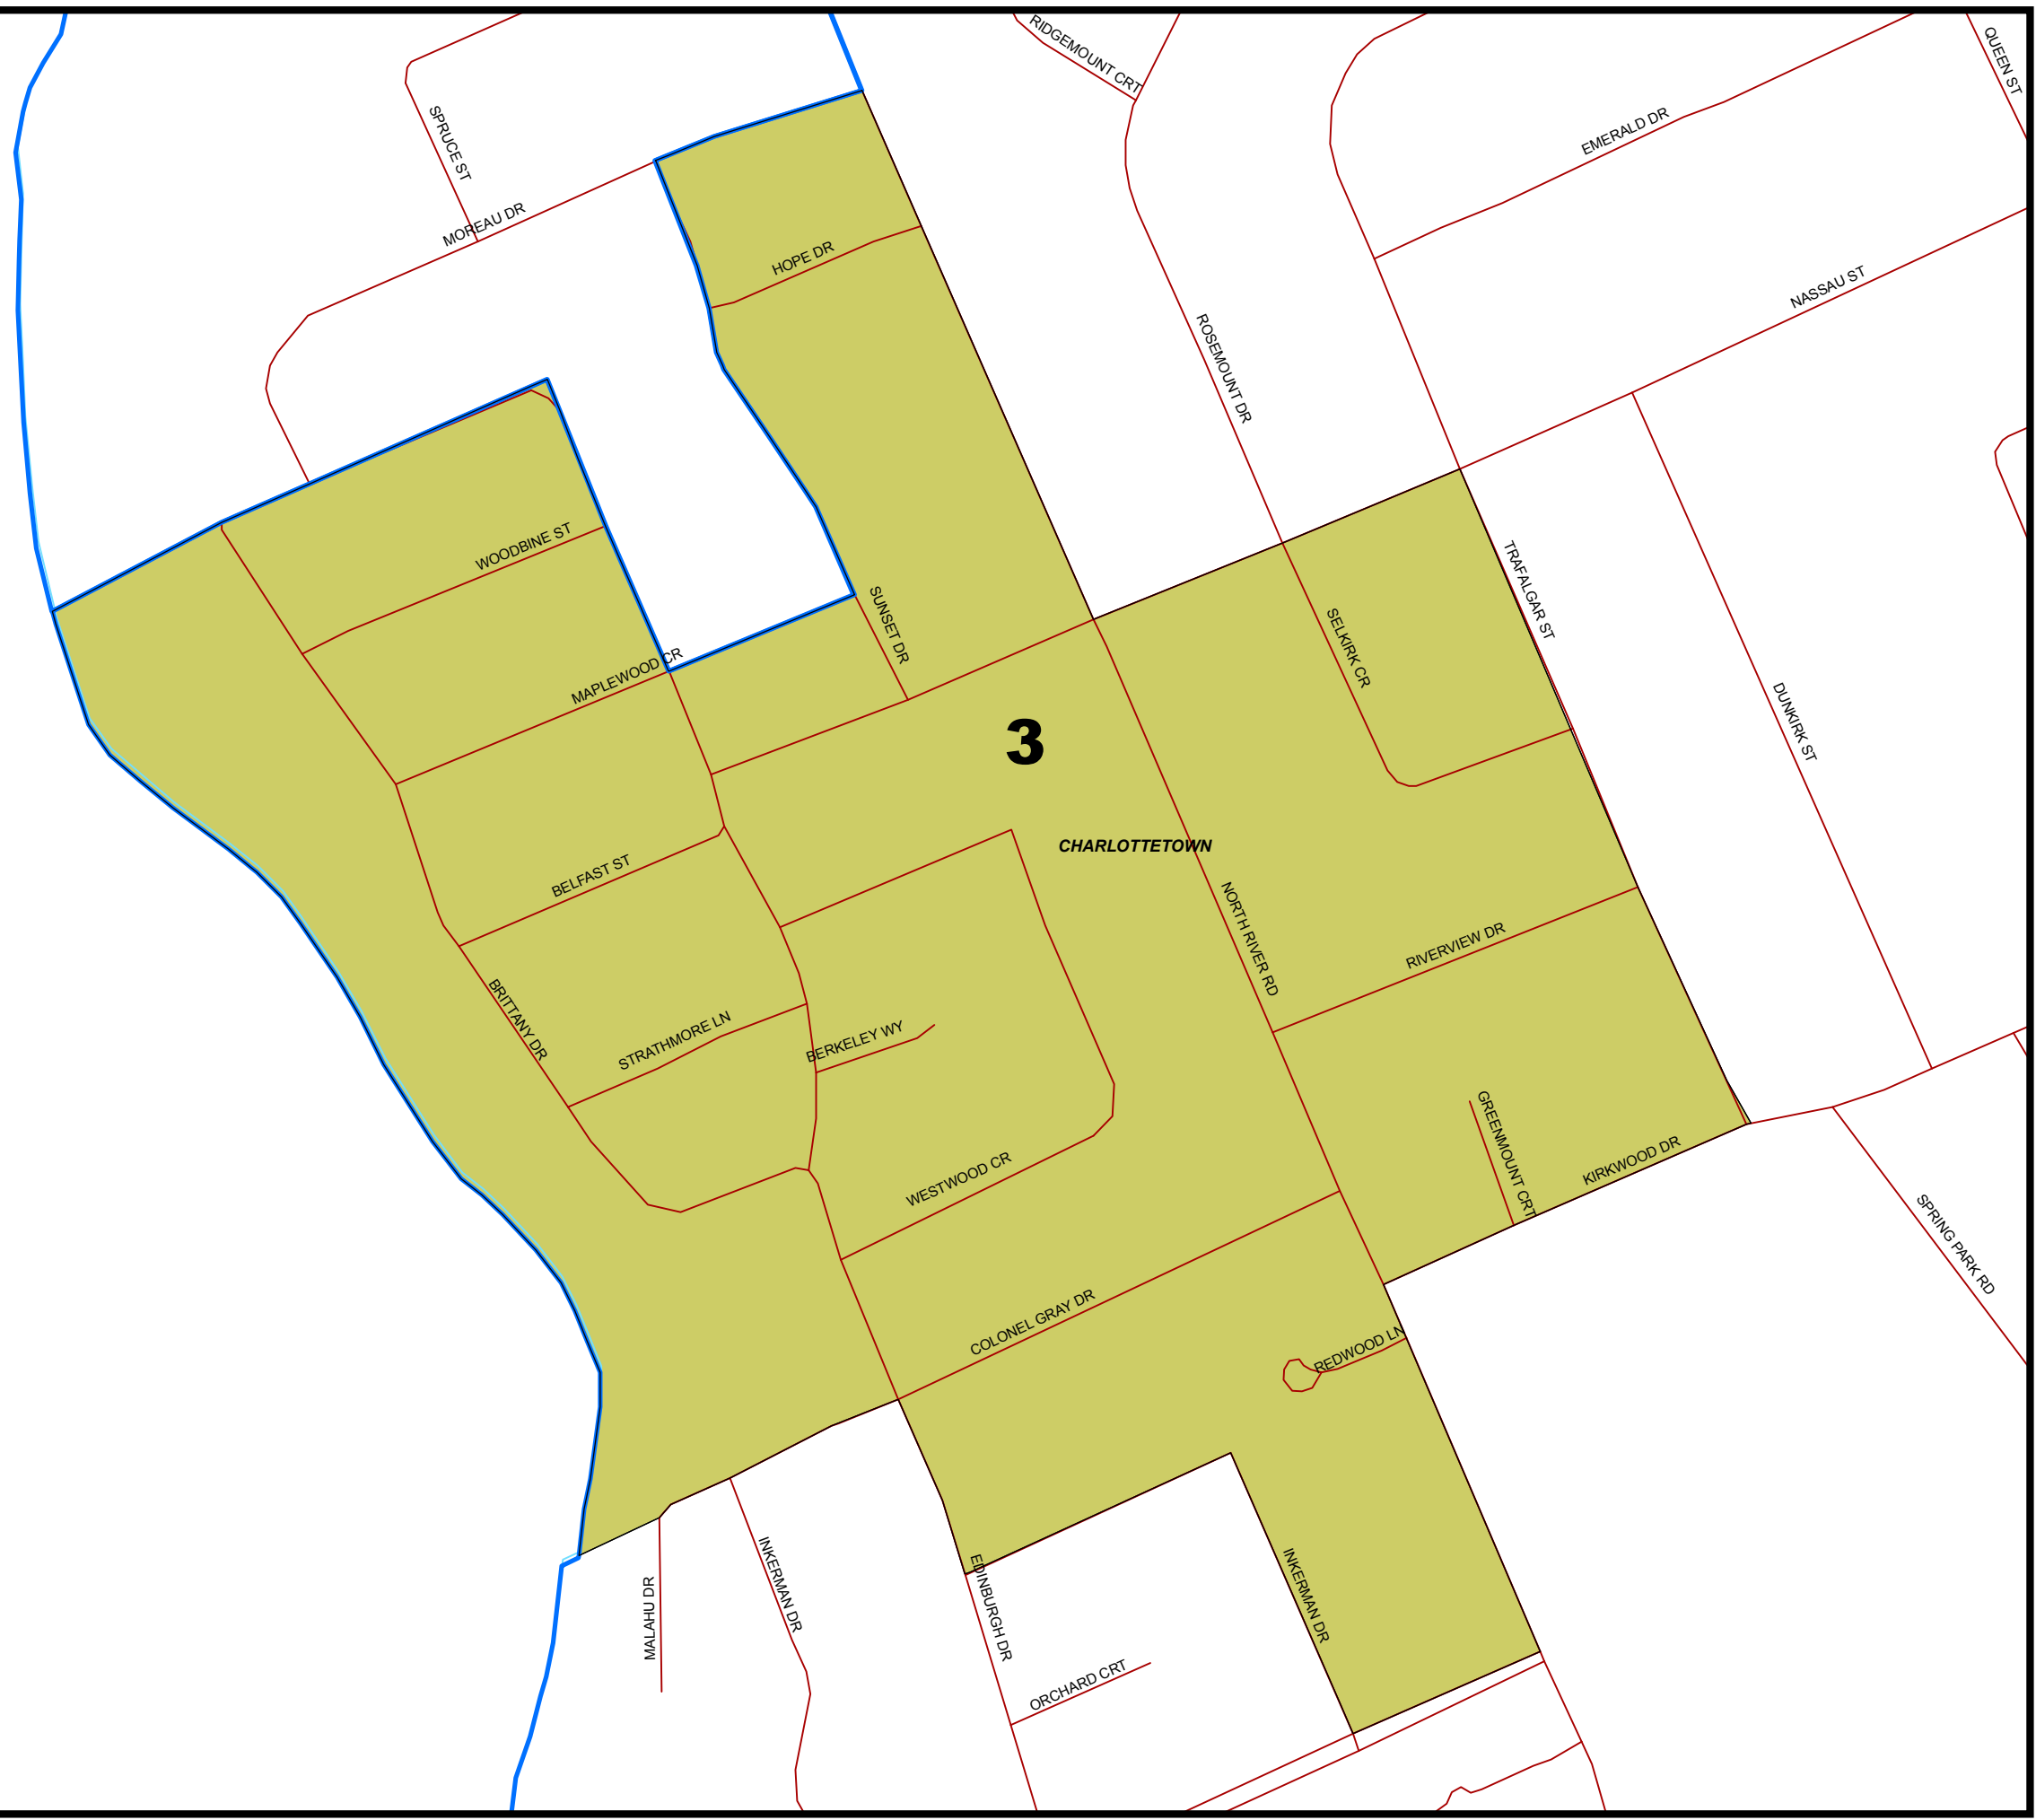 RIDGEMOUNT CRT
QUEEN ST
SPRUCE ST
EMERALD DR
MOREAU DR
HOPE DR
NASSAU ST
ROSEMOUNT DR
WOODBINE ST
TRAFALGAR ST
SUNSET DR
SELKIRK CR
MAPLEWOOD CR
DUNKIRK ST
3
CHARLOTTETOWN
BELFAST ST
NORTH RIVER RD
RIVERVIEW DR
BRITTANY DR
STRATHMORE LN
BERKELEY WY
GREENMOUNT CRT
KIRKWOOD DR
WESTWOOD CR
SPRING PARK RD
COLONEL GRAY DR
REDWOOD LN
INKERMAN DR
INKERMAN DR
EDINBURGH DR
MALAHU DR
ORCHARD CRT